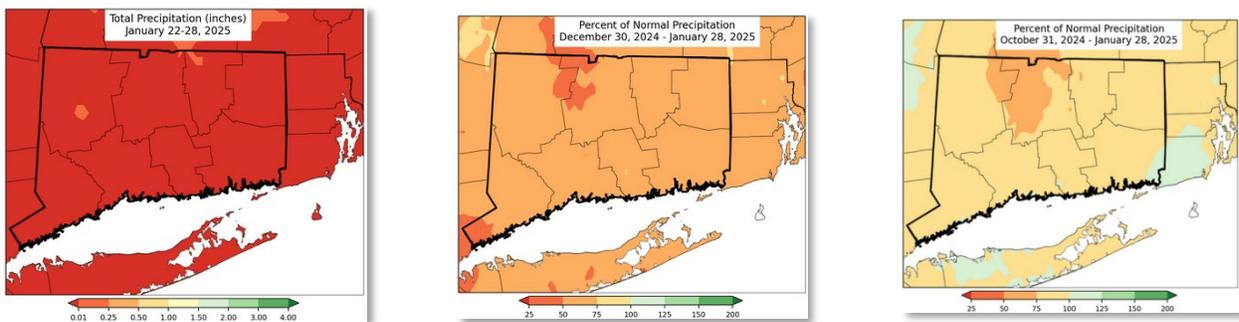 Total Precipitation (inches)
January 22-28, 2025
0.01 0.25 0.50 1.00 1.50 2.00 3.00 4.00
Percent of Normal Precipitation
December 30, 2024 - January 28, 2025
25 50 75 100 125 150 200
Percent of Normal Precipitation
October 31, 2024 - January 28, 2025
25 50 75 100 125 150 200